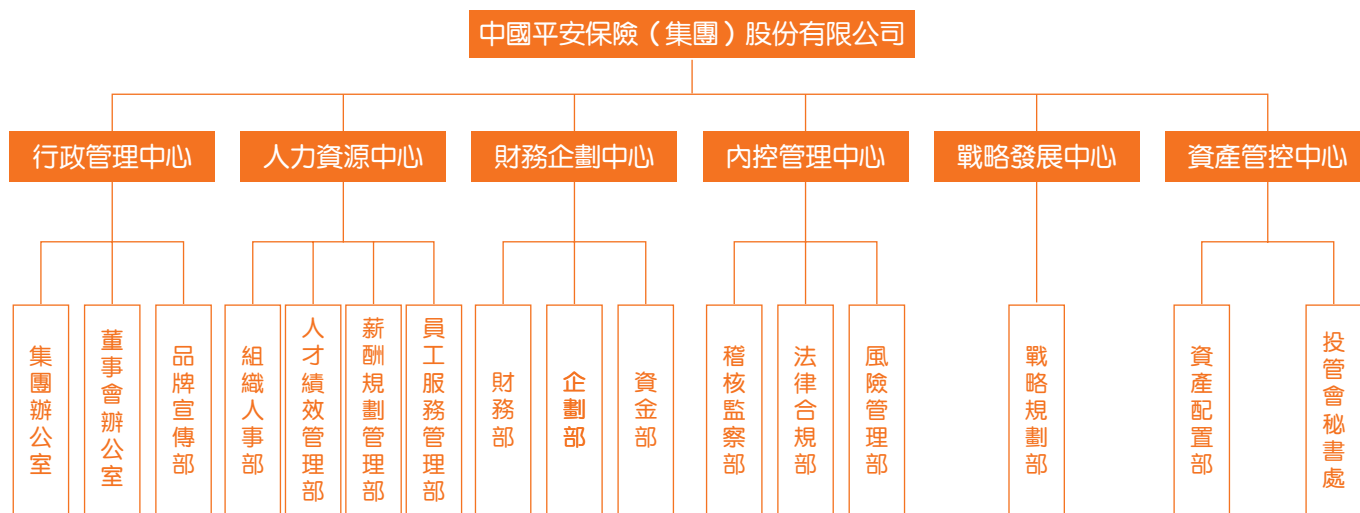 中國平安保險（集團）股份有限公司
行政管理中心
人力資源中心
財務企劃中心
內控管理中心
戰略發展中心
資產管控中心
集團辦公室
董事會辦公室
品牌宣傳部
組織人事部
人才績效管理部
薪酬規劃管理部
員工服務管理部
財務部
企劃部
資金部
稽核監察部
法律合規部
風險管理部
戰略規劃部
資產配置部
投管會秘書處